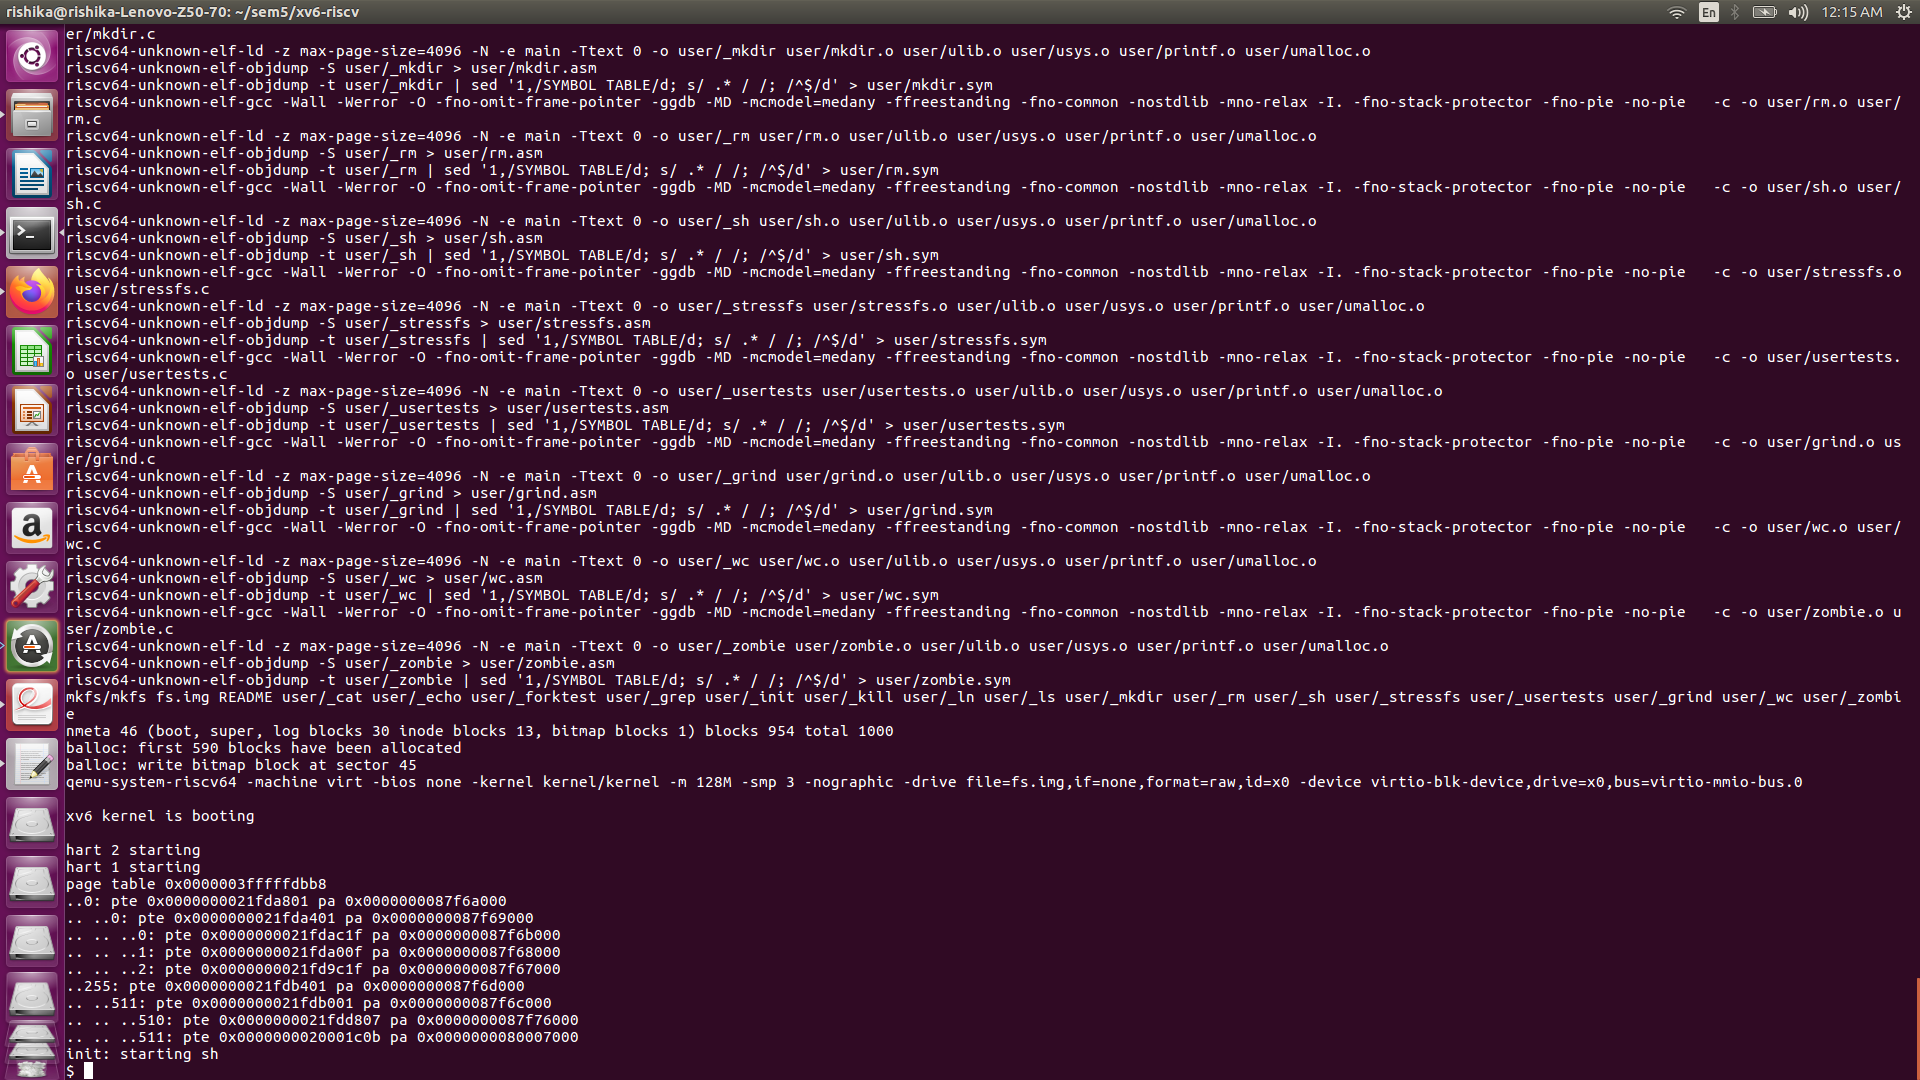 rishika@rishika-Lenovo-Z50-70: ~/sem5/xv6-riscv
En
12:15 AM
er/mkdir.c
riscv64-unknown-elf-ld -z max-page-size=4096 -N -e main -Ttext 0 -o user/_mkdir user/mkdir.o user/ulib.o user/usys.o user/printf.o user/umalloc.o
riscv64-unknown-elf-objdump -S user/_mkdir > user/mkdir.asm
riscv64-unknown-elf-objdump -t user/_mkdir | sed '1,/SYMBOL TABLE/d; s/ .* / /; /^$/d' > user/mkdir.sym
riscv64-unknown-elf-gcc -Wall -Werror -O -fno-omit-frame-pointer -ggdb -MD -mcmodel=medany -ffreestanding -fno-common -nostdlib -mno-relax -I. -fno-stack-protector -fno-pie -no-pie   -c -o user/rm.o user/
rm.c
riscv64-unknown-elf-ld -z max-page-size=4096 -N -e main -Ttext 0 -o user/_rm user/rm.o user/ulib.o user/usys.o user/printf.o user/umalloc.o
riscv64-unknown-elf-objdump -S user/_rm > user/rm.asm
riscv64-unknown-elf-objdump -t user/_rm | sed '1,/SYMBOL TABLE/d; s/ .* / /; /^$/d' > user/rm.sym
riscv64-unknown-elf-gcc -Wall -Werror -O -fno-omit-frame-pointer -ggdb -MD -mcmodel=medany -ffreestanding -fno-common -nostdlib -mno-relax -I. -fno-stack-protector -fno-pie -no-pie   -c -o user/sh.o user/
sh.c
riscv64-unknown-elf-ld -z max-page-size=4096 -N -e main -Ttext 0 -o user/_sh user/sh.o user/ulib.o user/usys.o user/printf.o user/umalloc.o
riscv64-unknown-elf-objdump -S user/_sh > user/sh.asm
riscv64-unknown-elf-objdump -t user/_sh | sed '1,/SYMBOL TABLE/d; s/ .* / /; /^$/d' > user/sh.sym
riscv64-unknown-elf-gcc -Wall -Werror -O -fno-omit-frame-pointer -ggdb -MD -mcmodel=medany -ffreestanding -fno-common -nostdlib -mno-relax -I. -fno-stack-protector -fno-pie -no-pie   -c -o user/stressfs.o
 user/stressfs.c
riscv64-unknown-elf-ld -z max-page-size=4096 -N -e main -Ttext 0 -o user/_stressfs user/stressfs.o user/ulib.o user/usys.o user/printf.o user/umalloc.o
riscv64-unknown-elf-objdump -S user/_stressfs > user/stressfs.asm
riscv64-unknown-elf-objdump -t user/_stressfs | sed '1,/SYMBOL TABLE/d; s/ .* / /; /^$/d' > user/stressfs.sym
riscv64-unknown-elf-gcc -Wall -Werror -O -fno-omit-frame-pointer -ggdb -MD -mcmodel=medany -ffreestanding -fno-common -nostdlib -mno-relax -I. -fno-stack-protector -fno-pie -no-pie   -c -o user/usertests.
o user/usertests.c
riscv64-unknown-elf-ld -z max-page-size=4096 -N -e main -Ttext 0 -o user/_usertests user/usertests.o user/ulib.o user/usys.o user/printf.o user/umalloc.o
riscv64-unknown-elf-objdump -S user/_usertests > user/usertests.asm
riscv64-unknown-elf-objdump -t user/_usertests | sed '1,/SYMBOL TABLE/d; s/ .* / /; /^$/d' > user/usertests.sym
riscv64-unknown-elf-gcc -Wall -Werror -O -fno-omit-frame-pointer -ggdb -MD -mcmodel=medany -ffreestanding -fno-common -nostdlib -mno-relax -I. -fno-stack-protector -fno-pie -no-pie   -c -o user/grind.o us
er/grind.c
riscv64-unknown-elf-ld -z max-page-size=4096 -N -e main -Ttext 0 -o user/_grind user/grind.o user/ulib.o user/usys.o user/printf.o user/umalloc.o
riscv64-unknown-elf-objdump -S user/_grind > user/grind.asm
riscv64-unknown-elf-objdump -t user/_grind | sed '1,/SYMBOL TABLE/d; s/ .* / /; /^$/d' > user/grind.sym
riscv64-unknown-elf-gcc -Wall -Werror -O -fno-omit-frame-pointer -ggdb -MD -mcmodel=medany -ffreestanding -fno-common -nostdlib -mno-relax -I. -fno-stack-protector -fno-pie -no-pie   -c -o user/wc.o user/
wc.c
riscv64-unknown-elf-ld -z max-page-size=4096 -N -e main -Ttext 0 -o user/_wc user/wc.o user/ulib.o user/usys.o user/printf.o user/umalloc.o
riscv64-unknown-elf-objdump -S user/_wc > user/wc.asm
riscv64-unknown-elf-objdump -t user/_wc | sed '1,/SYMBOL TABLE/d; s/ .* / /; /^$/d' > user/wc.sym
riscv64-unknown-elf-gcc -Wall -Werror -O -fno-omit-frame-pointer -ggdb -MD -mcmodel=medany -ffreestanding -fno-common -nostdlib -mno-relax -I. -fno-stack-protector -fno-pie -no-pie   -c -o user/zombie.o u
ser/zombie.c
riscv64-unknown-elf-ld -z max-page-size=4096 -N -e main -Ttext 0 -o user/_zombie user/zombie.o user/ulib.o user/usys.o user/printf.o user/umalloc.o
riscv64-unknown-elf-objdump -S user/_zombie > user/zombie.asm
riscv64-unknown-elf-objdump -t user/_zombie | sed '1,/SYMBOL TABLE/d; s/ .* / /; /^$/d' > user/zombie.sym
mkfs/mkfs fs.img README user/_cat user/_echo user/_forktest user/_grep user/_init user/_kill user/_ln user/_ls user/_mkdir user/_rm user/_sh user/_stressfs user/_usertests user/_grind user/_wc user/_zombi
e
nmeta 46 (boot, super, log blocks 30 inode blocks 13, bitmap blocks 1) blocks 954 total 1000
balloc: first 590 blocks have been allocated
balloc: write bitmap block at sector 45
qemu-system-riscv64 -machine virt -bios none -kernel kernel/kernel -m 128M -smp 3 -nographic -drive file=fs.img,if=none,format=raw,id=x0 -device virtio-blk-device,drive=x0,bus=virtio-mmio-bus.0
xv6 kernel is booting
hart 2 starting
hart 1 starting
page table 0x0000003fffffdbb8
..0: pte 0x0000000021fda801 pa 0x0000000087f6a000
.. ..0: pte 0x0000000021fda401 pa 0x0000000087f69000
.. .. ..0: pte 0x0000000021fdac1f pa 0x0000000087f6b000
.. .. ..1: pte 0x0000000021fda00f pa 0x0000000087f68000
.. .. ..2: pte 0x0000000021fd9c1f pa 0x0000000087f67000
..255: pte 0x0000000021fdb401 pa 0x0000000087f6d000
.. ..511: pte 0x0000000021fdb001 pa 0x0000000087f6c000
.. .. ..510: pte 0x0000000021fdd807 pa 0x0000000087f76000
.. .. ..511: pte 0x0000000020001c0b pa 0x0000000080007000
init: starting sh
$